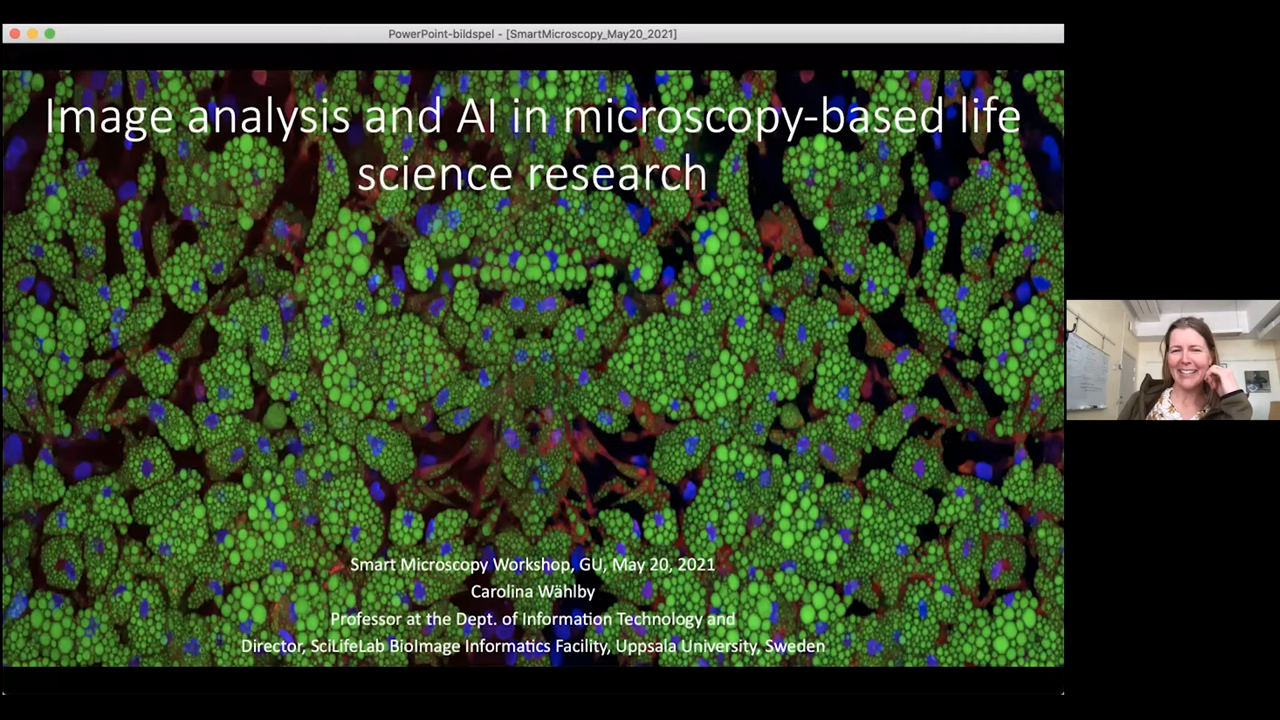 PowerPoint-bildspel - [SmartMicroscopy_May20_2021]
Image analysis and AI in microscopy-based life
science research
Smart Microscopy Workshop, GU, May 20, 2021
Carolina Wählby
Professor at the Dept. of Information Technology and
Director, SciLifeLab BioImage Informatics Facility, Uppsala University, Sweden